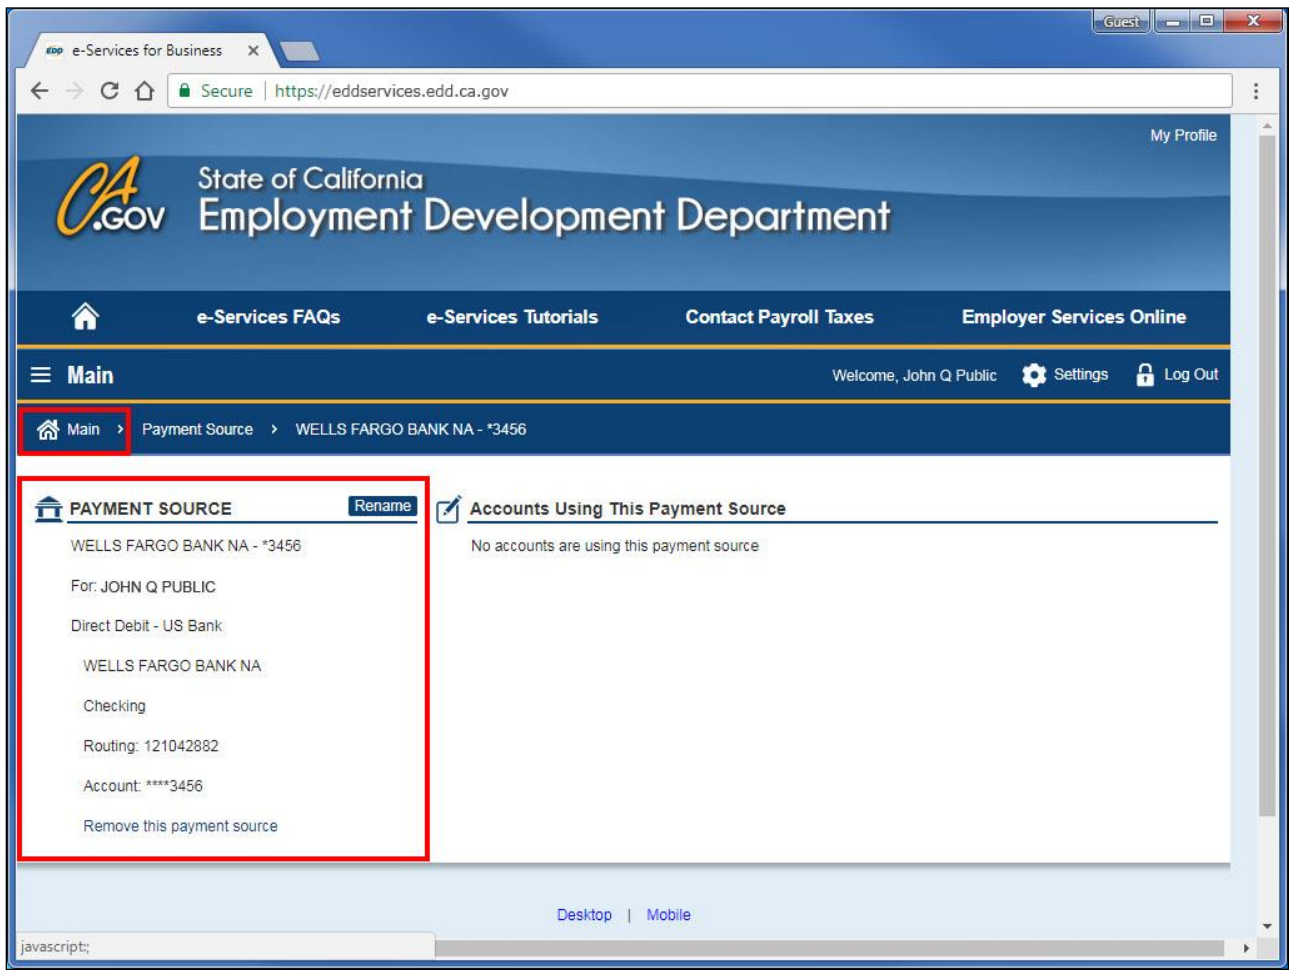 Guest
EDD e-Services for Business
Secure | https://eddservices.edd.ca.gov
My Profile
CA
.GOV
State of California
Employment Development Department
e-Services FAQs e-Services Tutorials Contact Payroll Taxes Employer Services Online
Main Welcome, John Q Public Settings Log Out
Main > Payment Source > WELLS FARGO BANK NA - *3456
PAYMENT SOURCE Rename Accounts Using This Payment Source
WELLS FARGO BANK NA - *3456 No accounts are using this payment source
For: JOHN Q PUBLIC
Direct Debit - US Bank
WELLS FARGO BANK NA
Checking
Routing: 121042882
Account: ****3456
Remove this payment source
Desktop | Mobile
javascript:;